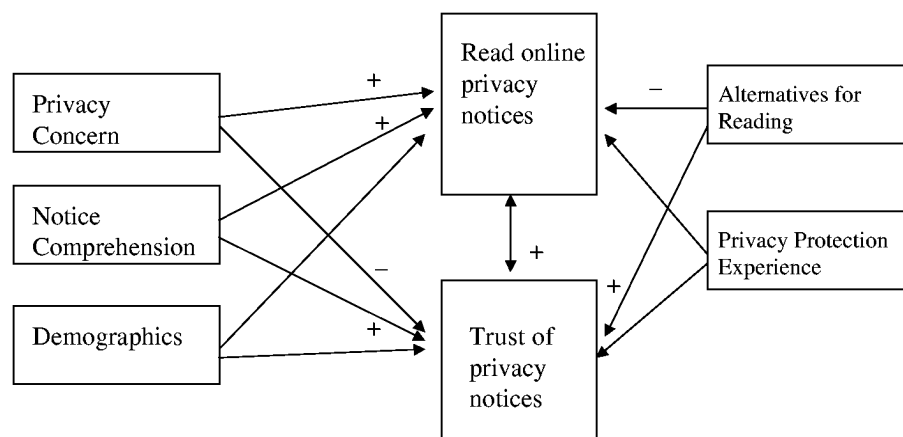 Read online
privacy
notices
Privacy
Concern
Alternatives for
Reading
Notice
Comprehension
Privacy Protection
Experience
Demographics
Trust of
privacy
notices
+
+
–
–
+
+
+